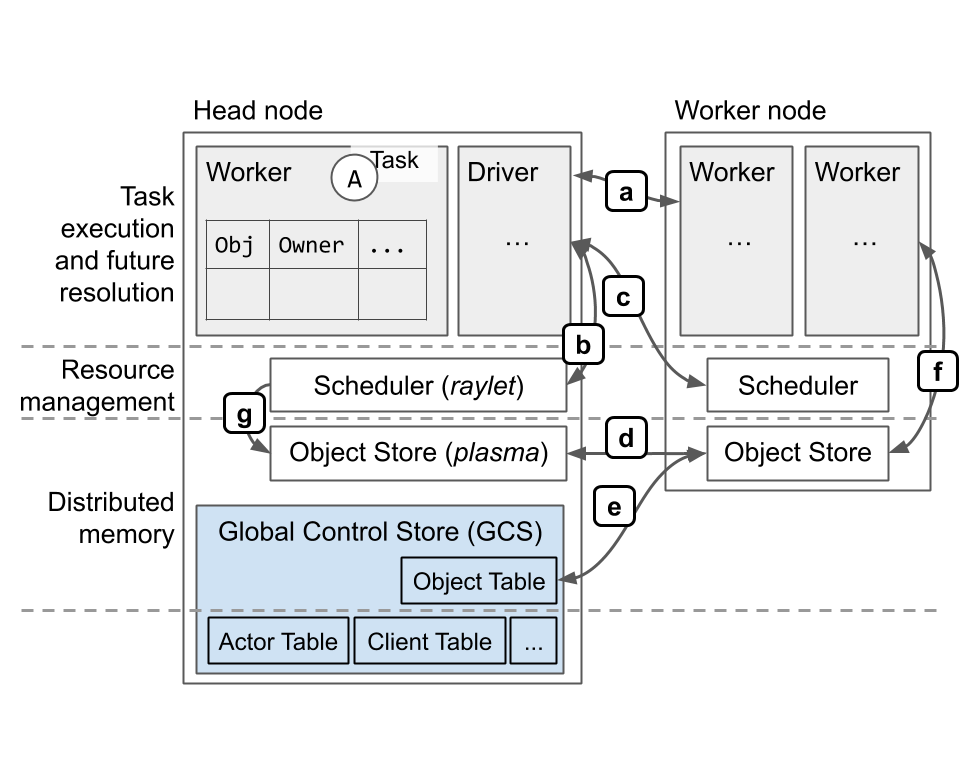 Head node
Worker node
Worker
A
Task
Driver
Worker
Worker
a
Task
execution
and future
resolution
Obj
Owner
...
...
...
...
c
b
Resource
management
Scheduler (raylet)
Scheduler
f
g
Object Store (plasma)
d
Object Store
Distributed
memory
e
Global Control Store (GCS)
Object Table
Actor Table
Client Table
...